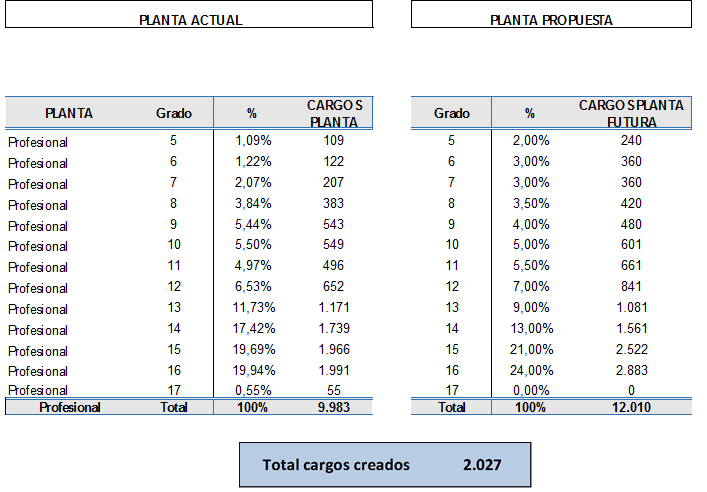 PLANTA ACTUAL PLANTA PROPUESTA
PLANTA Grado % CARGOS PLANTA Grado % CARGOS PLANTA FUTURA
Profesional 5 1,09% 109 5 2,00% 240
Profesional 6 1,22% 122 6 3,00% 360
Profesional 7 2,07% 207 7 3,00% 360
Profesional 8 3,84% 383 8 3,50% 420
Profesional 9 5,44% 543 9 4,00% 480
Profesional 10 5,50% 549 10 5,00% 601
Profesional 11 4,97% 496 11 5,50% 661
Profesional 12 6,53% 652 12 7,00% 841
Profesional 13 11,73% 1.171 13 9,00% 1.081
Profesional 14 17,42% 1.739 14 13,00% 1.561
Profesional 15 19,69% 1.966 15 21,00% 2.522
Profesional 16 19,94% 1.991 16 24,00% 2.883
Profesional 17 0,55% 55 17 0,00% 0
Profesional Total 100% 9.983 Total 100% 12.010
Total cargos creados 2.027